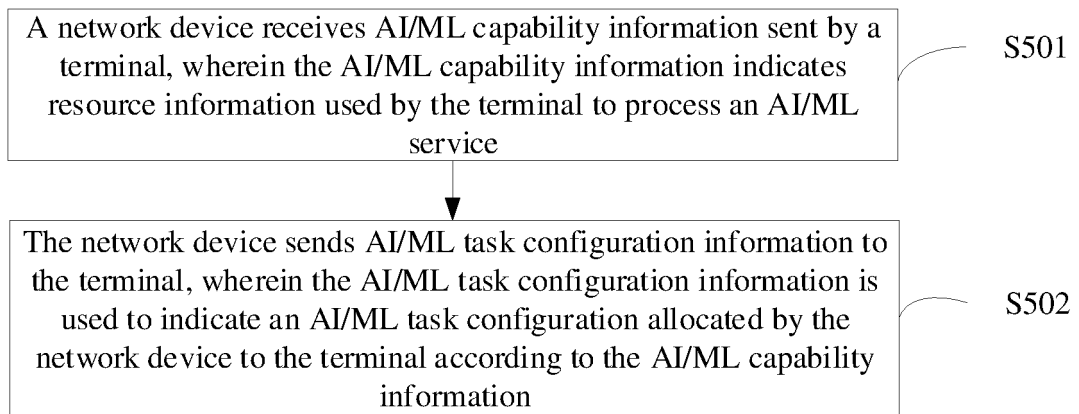 A network device receives AI/ML capability information sent by a
terminal, wherein the AI/ML capability information indicates
resource information used by the terminal to process an AI/ML
service
S501
The network device sends AI/ML task configuration information to
the terminal, wherein the AI/ML task configuration information is
used to indicate an AI/ML task configuration allocated by the
network device to the terminal according to the AI/ML capability
information
S502